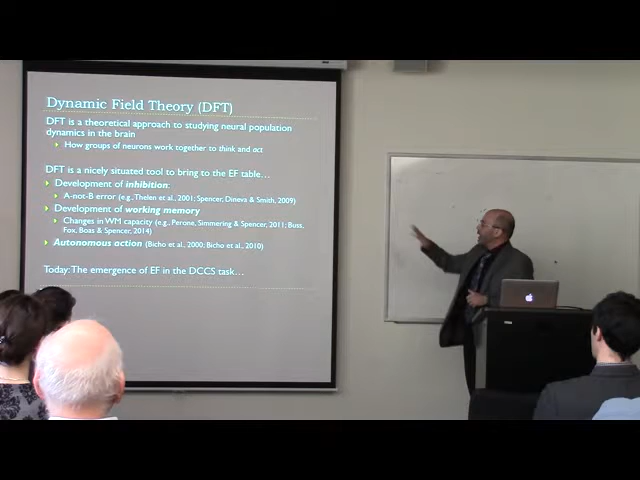 Dynamic Field Theory (DFT)
DFT is a theoretical approach to studying neural population
dynamics in the brain
How groups of neurons work together to think and act
DFT is a nicely situated tool to bring to the EF table…
Development of inhibition:
A-not-B error (e.g., Thelen et al., 2001; Spencer, Dineva & Smith, 2009)
Development of working memory
Changes in WM capacity (e.g., Perone, Simmering & Spencer, 2011; Buss,
Fox, Boas & Spencer, 2014)
Autonomous action (Bicho et al., 2000; Bicho et al., 2010)
Today: The emergence of EF in the DCCS task…